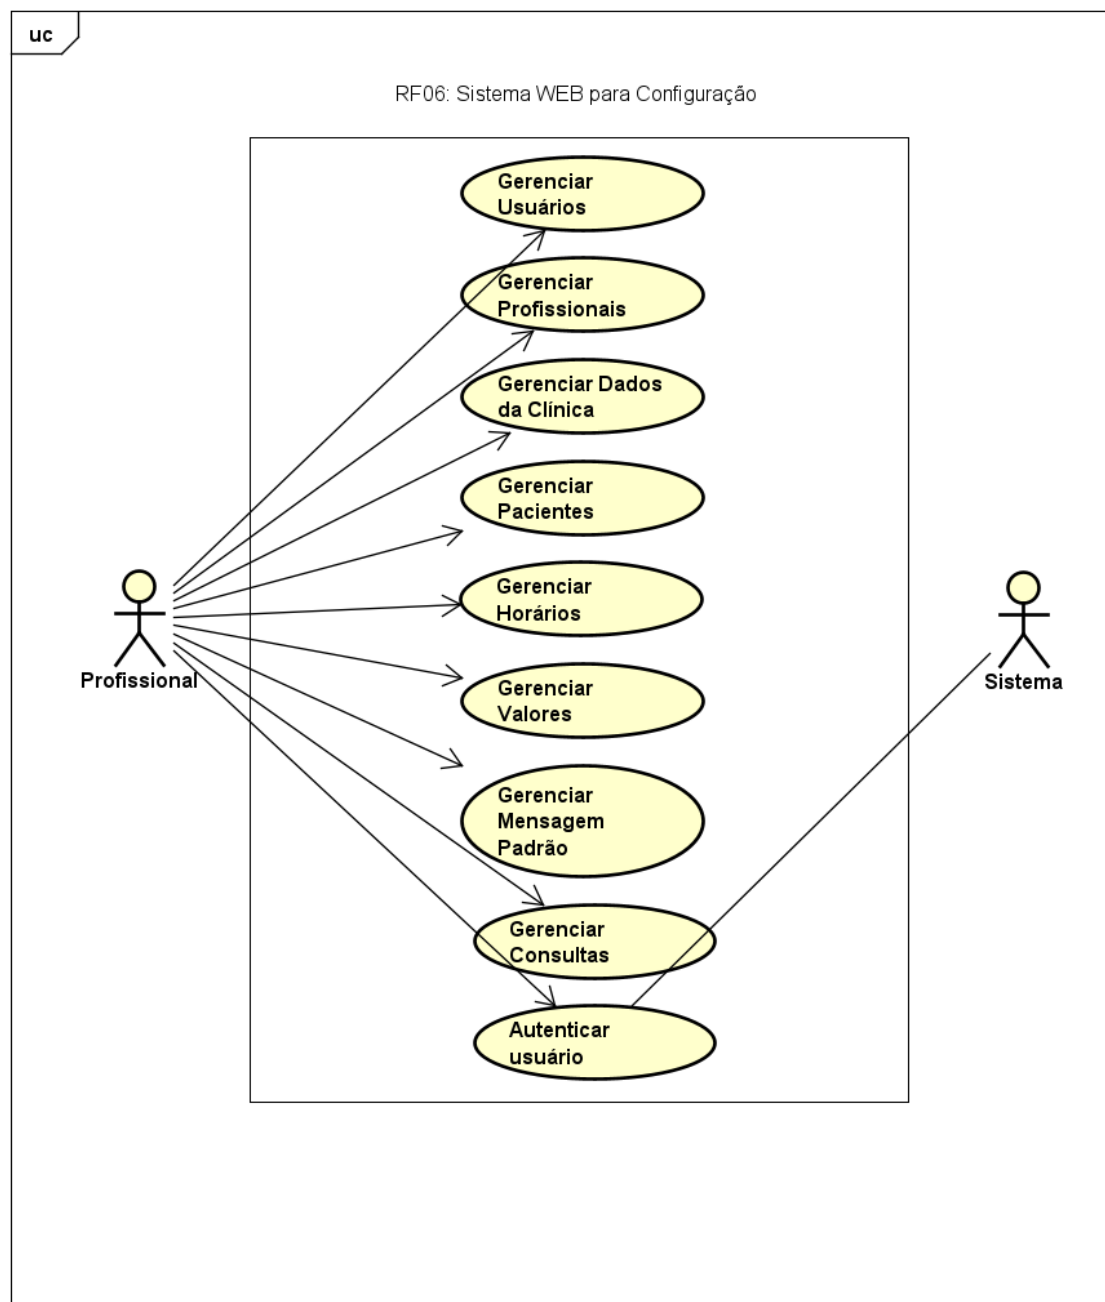 uc
RF06: Sistema WEB para Configuração
Gerenciar
Usuários
Gerenciar
Profissionais
Gerenciar Dados
da Clínica
Gerenciar
Pacientes
Gerenciar
Horários
Profissional
Sistema
Gerenciar
Valores
Gerenciar
Mensagem
Padrão
Gerenciar
Consultas
Autenticar
usuário